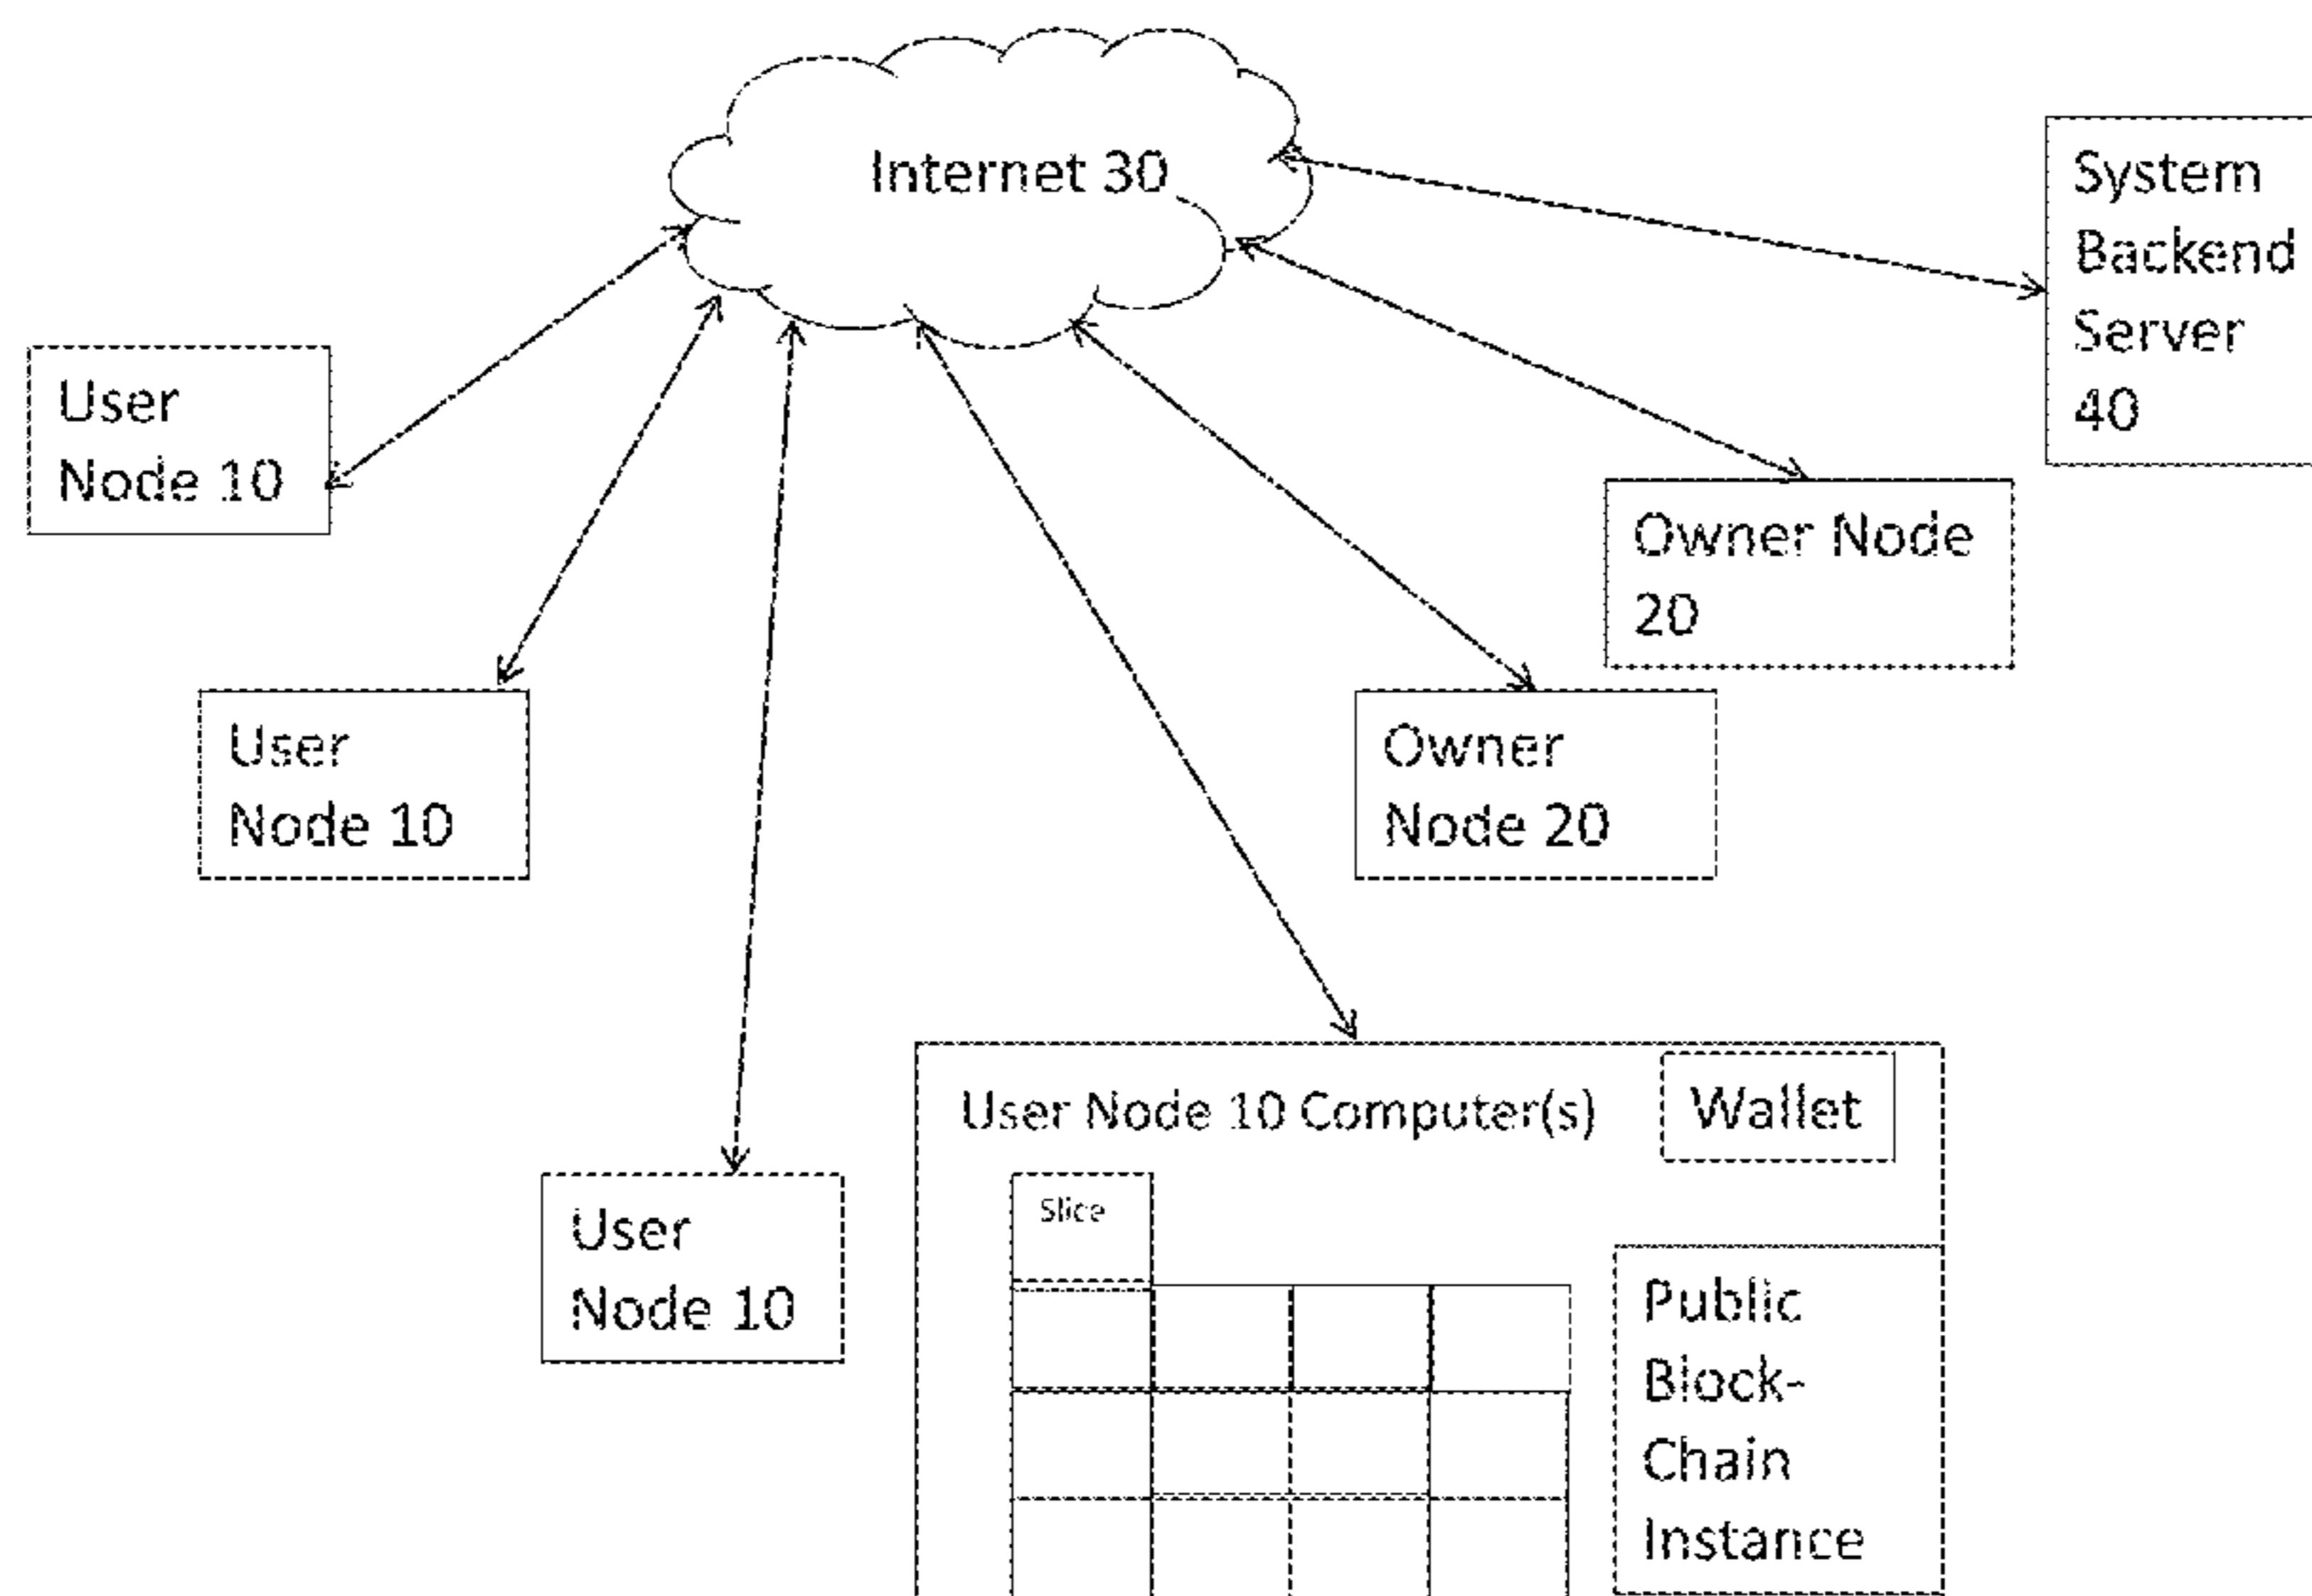 Internet 30
System
Backend
Server
40
User
Node 10
Owner Node
20
User
Node 10
Owner
Node 20
User Node 10 Computer(s)
Wallet
Slice
User
Node 10
Public
Block-
Chain
Instance